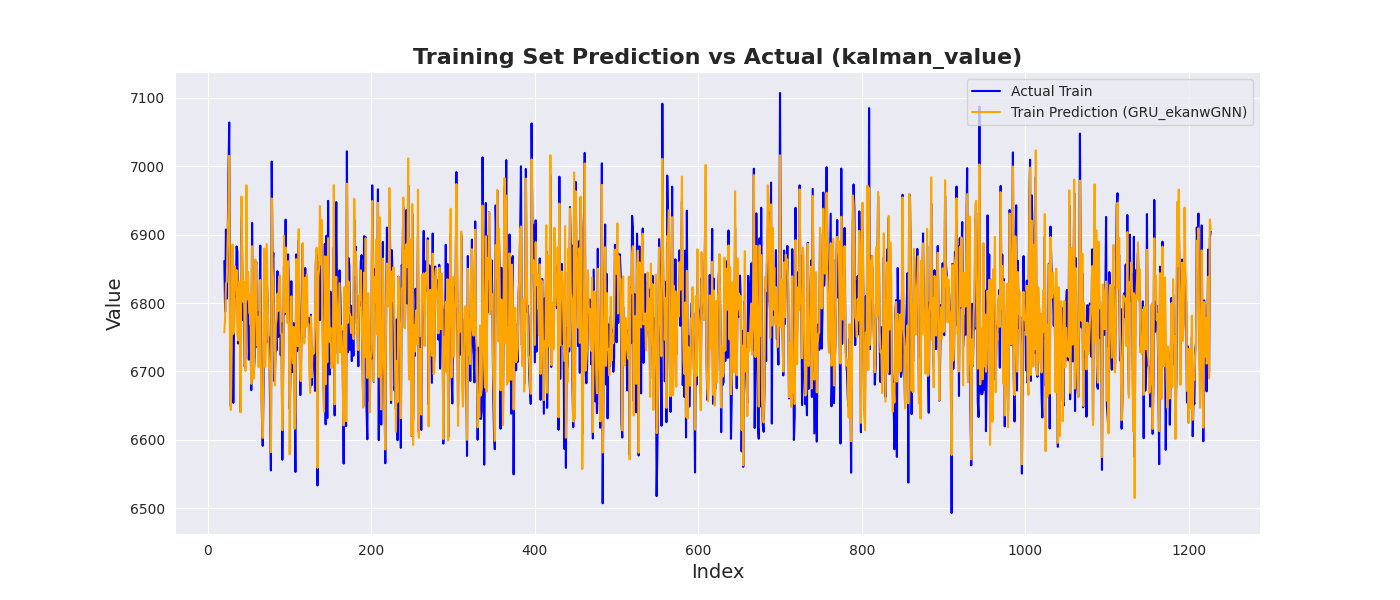 Training Set Prediction vs Actual (kalman_value)
Actual Train
Train Prediction (GRU_ekanwGNN)
Value
7100
7000
6900
6800
6700
6600
6500
0 200 400 600 800 1000 1200
Index